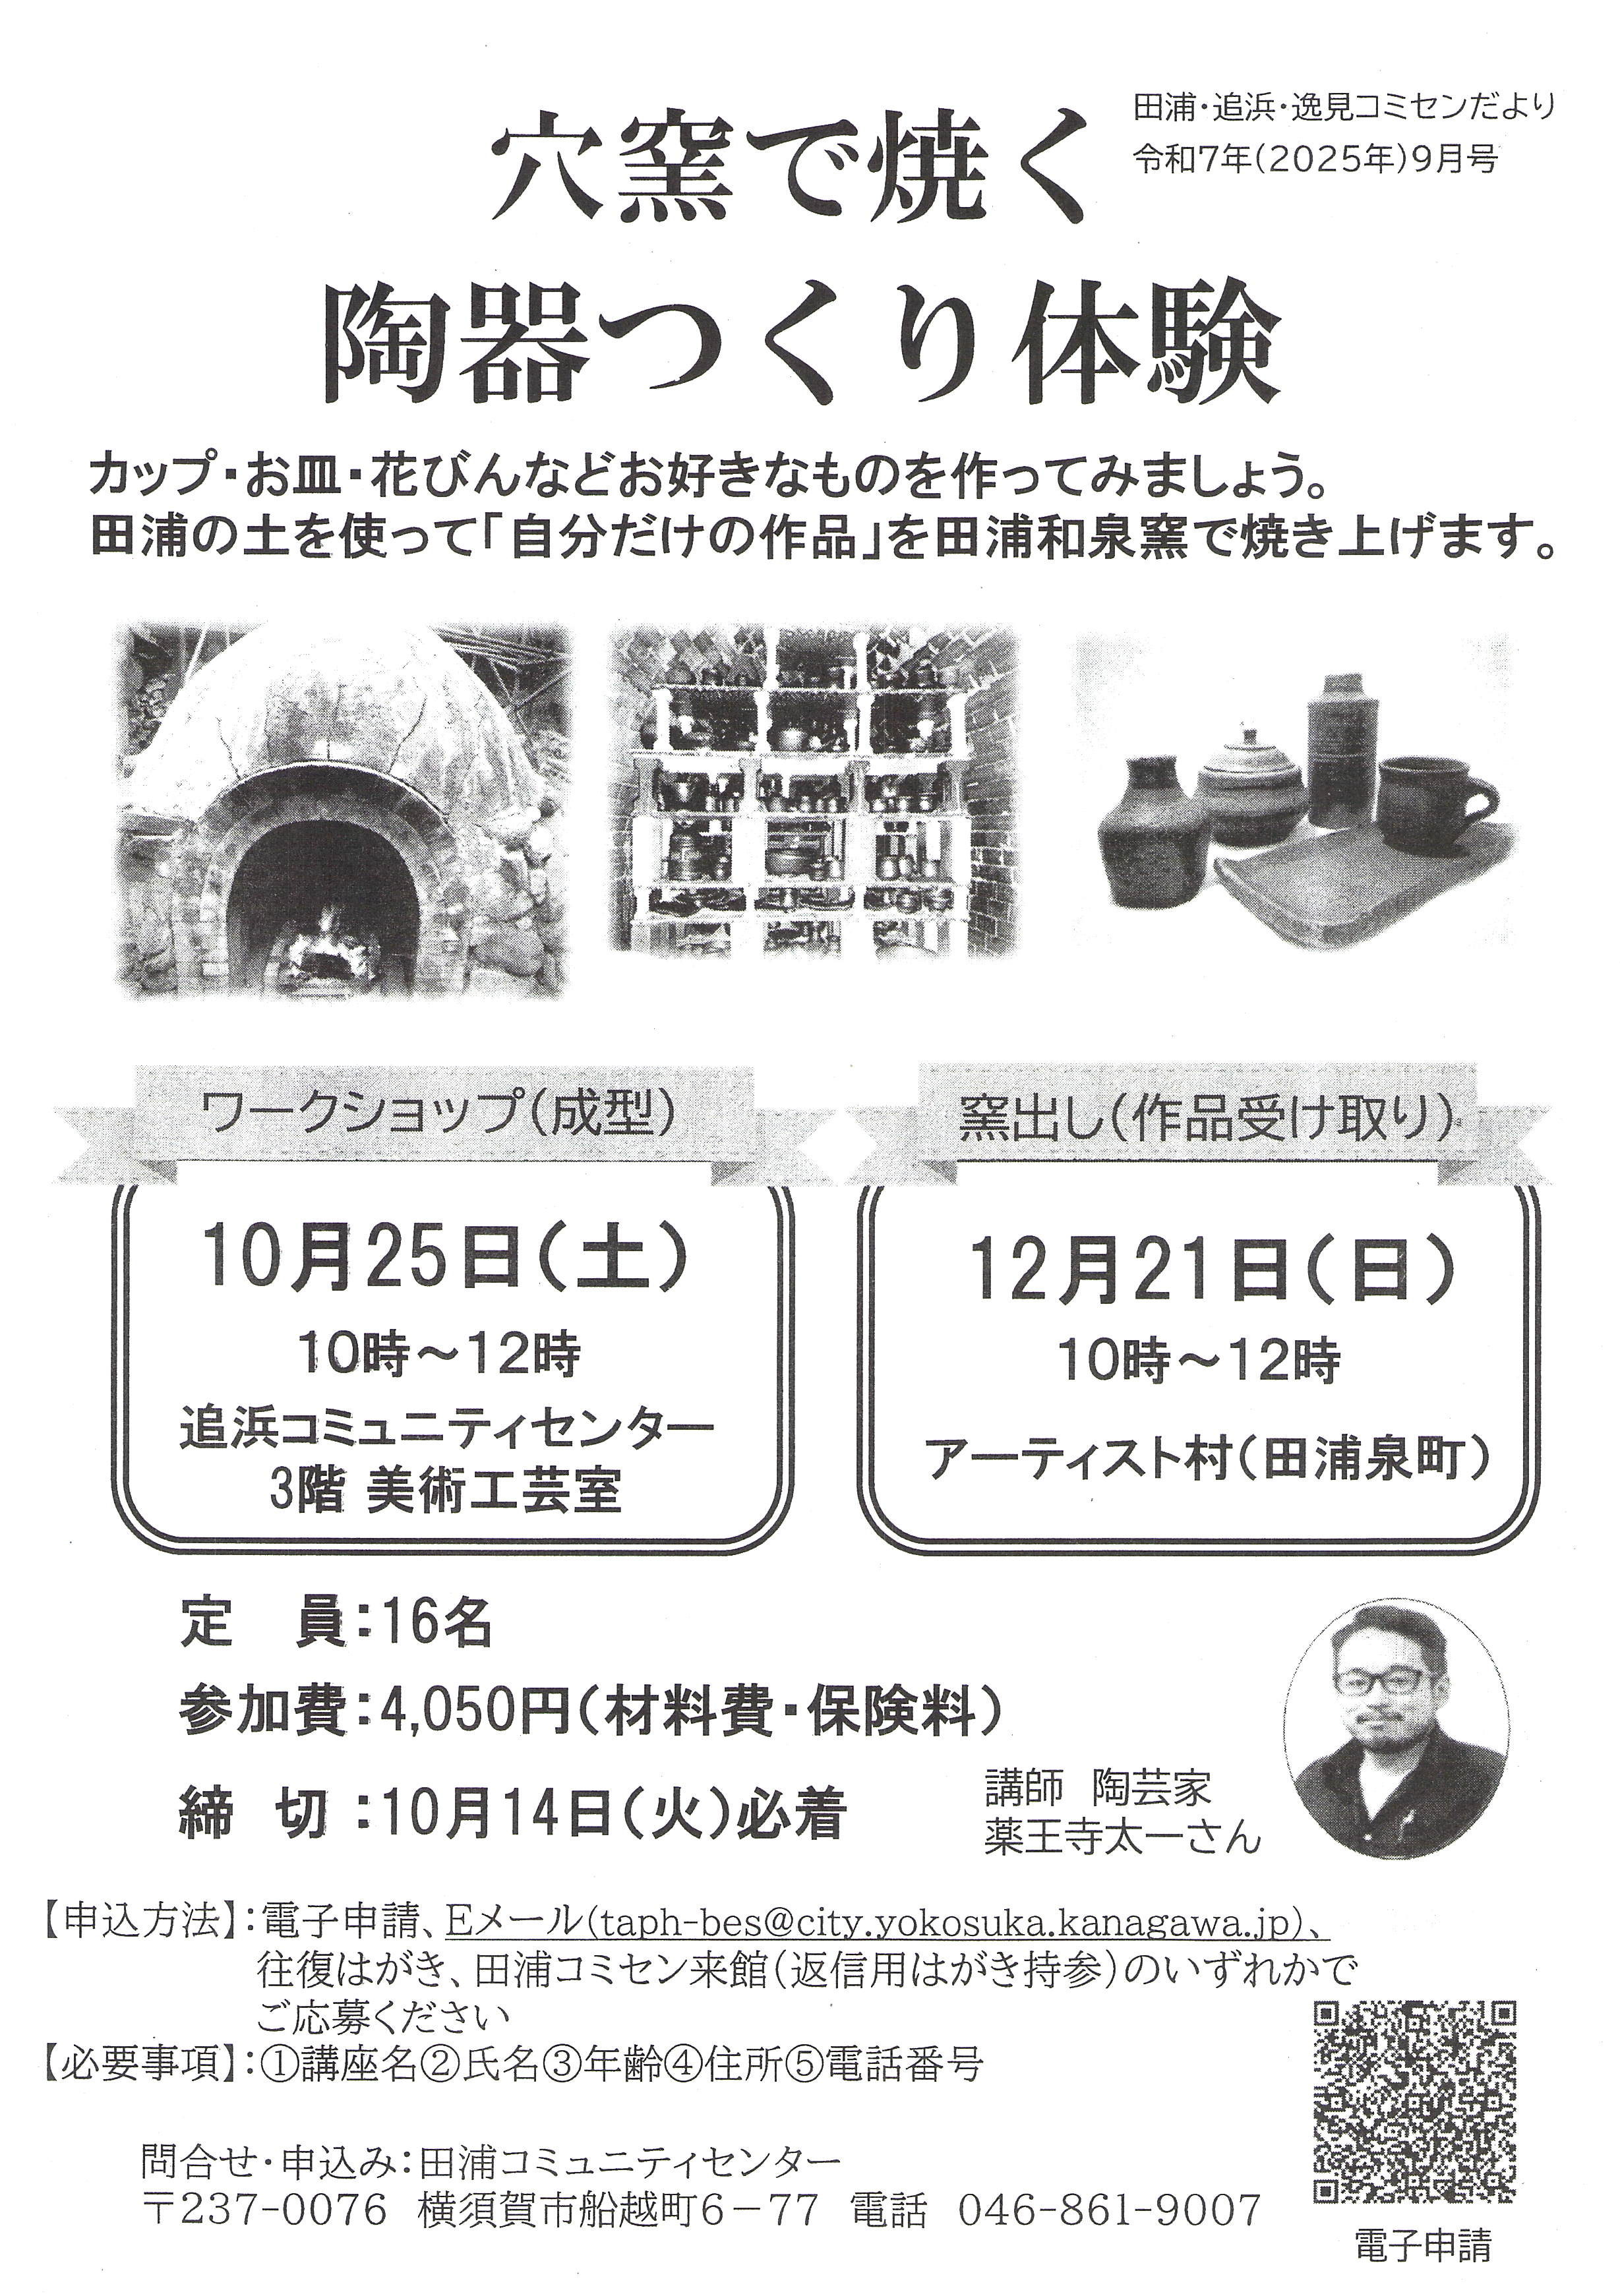 田浦・追浜・逸見コミセンだより
令和7年(2025年)9月号
穴窯で焼く
陶器つくり体験
カップ・お皿・花びんなどお好きなものを作ってみましょう。
田浦の土を使って「自分だけの作品」を田浦和泉窯で焼き上げます。
ワークショップ(成型)
10月25日(土)
10時～12時
追浜コミュニティセンター
3階 美術工芸室
窯出し(作品受け取り)
12月21日(日)
10時～12時
アーティスト村(田浦泉町)
定 員:16名
参加費:4,050円(材料費・保険料)
締 切:10月14日(火)必着
講師 陶芸家
薬王寺太一さん
【申込方法】:電子申請、Eメール(taph-bes@city.yokosuka.kanagawa.jp)、
往復はがき、田浦コミセン来館(返信用はがき持参)のいずれかで
ご応募ください
【必要事項】:①講座名②氏名③年齢④住所⑤電話番号
問合せ・申込み:田浦コミュニティセンター
〒237-0076 横須賀市船越町6－77 電話 046-861-9007
電子申請